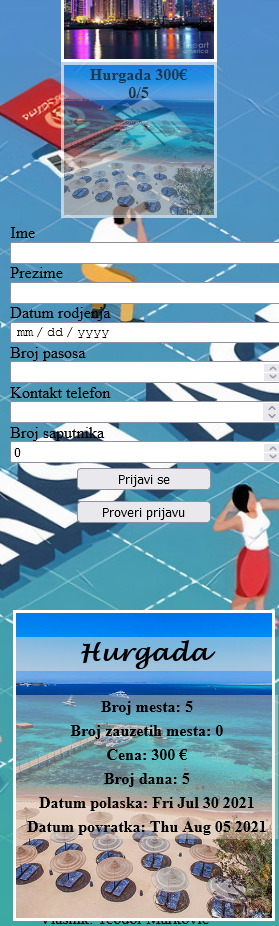 Hurgada 300€
0/5
Ime
Prezime
Datum rodjenja
mm / dd / yyyy
Broj pasosa
Kontakt telefon
Broj saputnika
0
Prijavi se
Proveri prijavu
Hurgada
Broj mesta: 5
Broj zauzetih mesta: 0
Cena: 300 €
Broj dana: 5
Datum polaska: Fri Jul 30 2021
Datum povratka: Thu Aug 05 2021
Vlasnik: Teodor Markovic